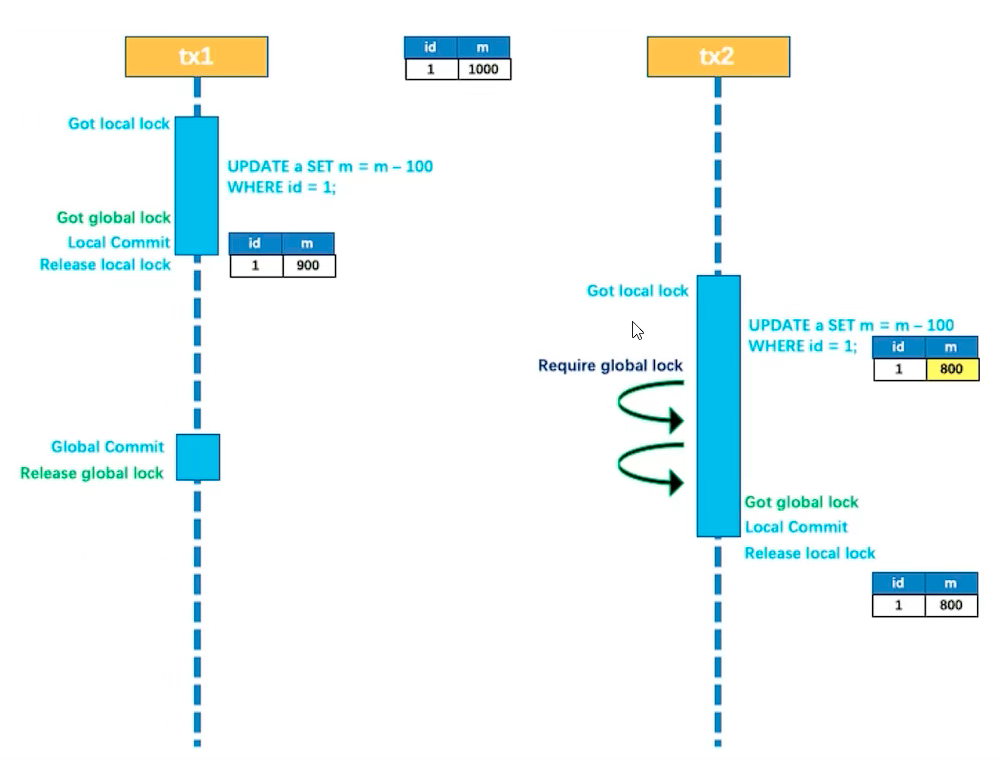 tx1
id m
1 1000
tx2
Got local lock
UPDATE a SET m = m – 100
WHERE id = 1;
Got global lock
Local Commit
Release local lock
id m
1 900
Got local lock
UPDATE a SET m = m – 100
WHERE id = 1;
id m
1 800
Require global lock
Global Commit
Release global lock
Got global lock
Local Commit
Release local lock
id m
1 800